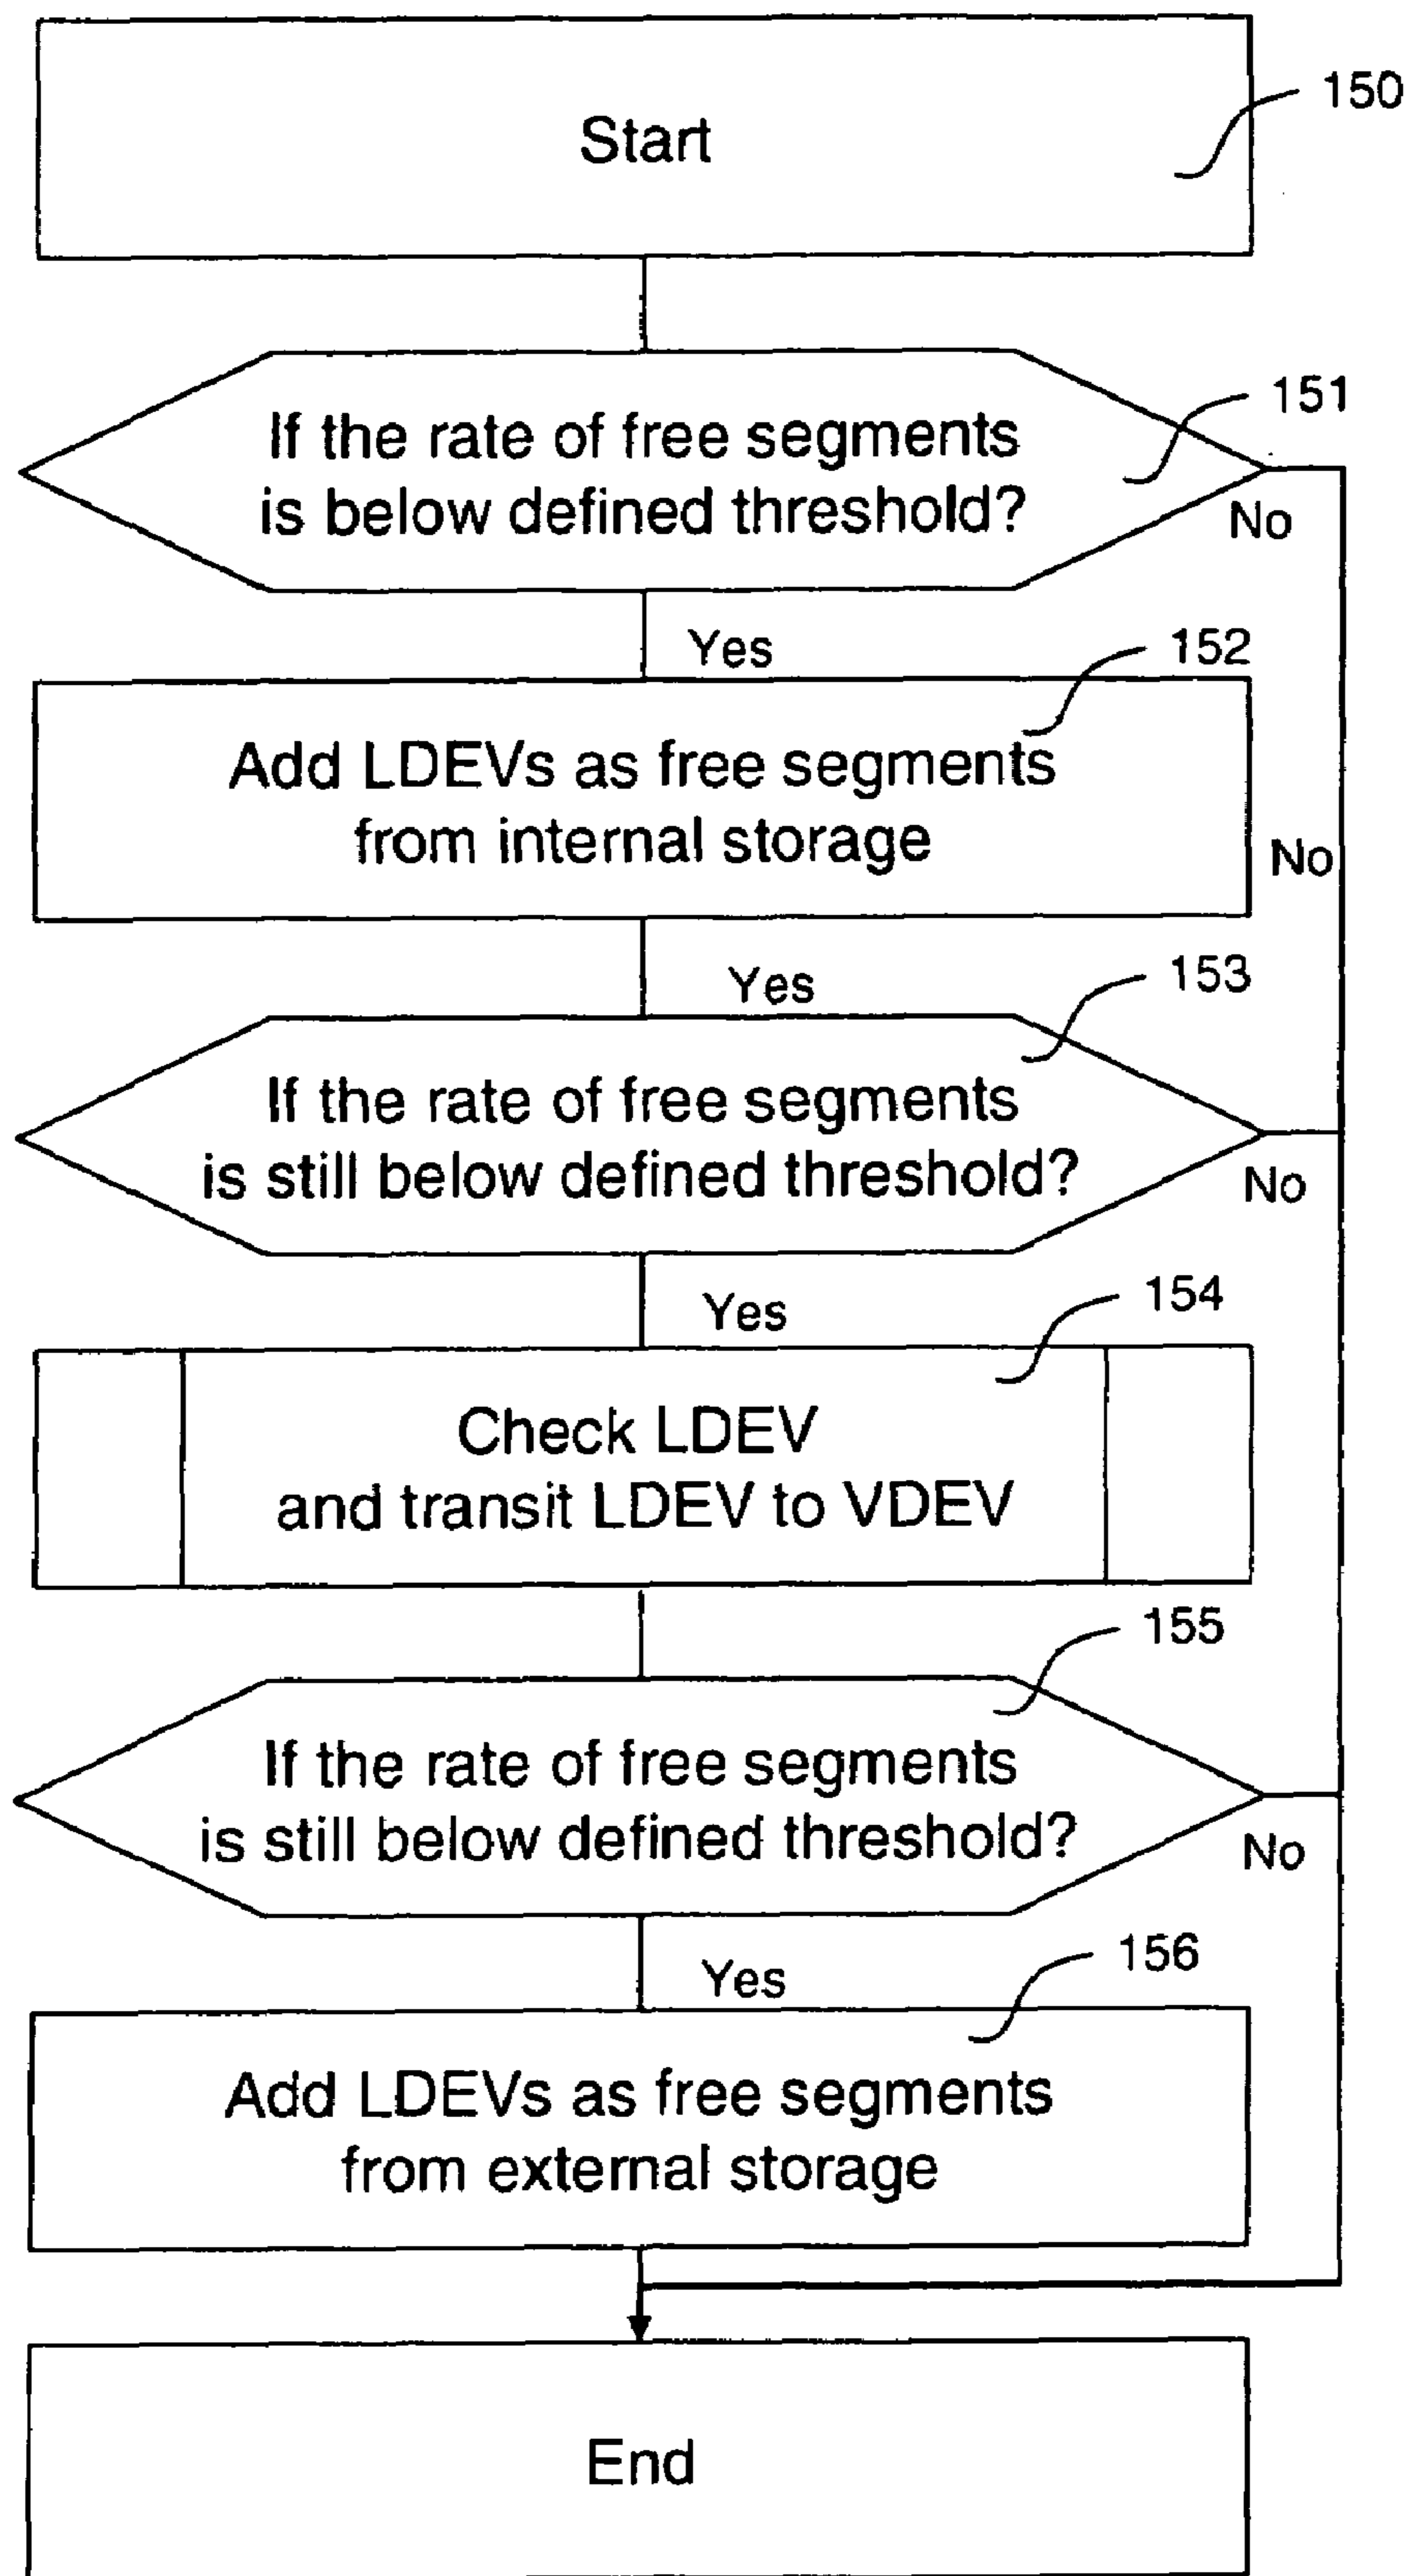 Start
150
If the rate of free segments
is below defined threshold?
151
No
Yes
152
Add LDEVs as free segments
from internal storage
No
Yes
153
If the rate of free segments
is still below defined threshold?
No
Yes
154
Check LDEV
and transit LDEV to VDEV
155
If the rate of free segments
is still below defined threshold?
No
Yes
156
Add LDEVs as free segments
from external storage
End